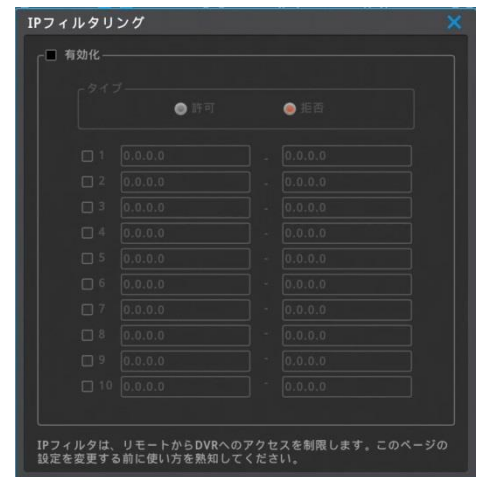 IPフィルタリング
有効化
タイプ
許可 拒否
1 0.0.0.0 - 0.0.0.0
2 0.0.0.0 - 0.0.0.0
3 0.0.0.0 - 0.0.0.0
4 0.0.0.0 - 0.0.0.0
5 0.0.0.0 - 0.0.0.0
6 0.0.0.0 - 0.0.0.0
7 0.0.0.0 - 0.0.0.0
8 0.0.0.0 - 0.0.0.0
9 0.0.0.0 - 0.0.0.0
10 0.0.0.0 - 0.0.0.0
IPフィルタは、リモートからDVRへのアクセスを制限します。このページの
設定を変更する前に使い方を熟知してください。